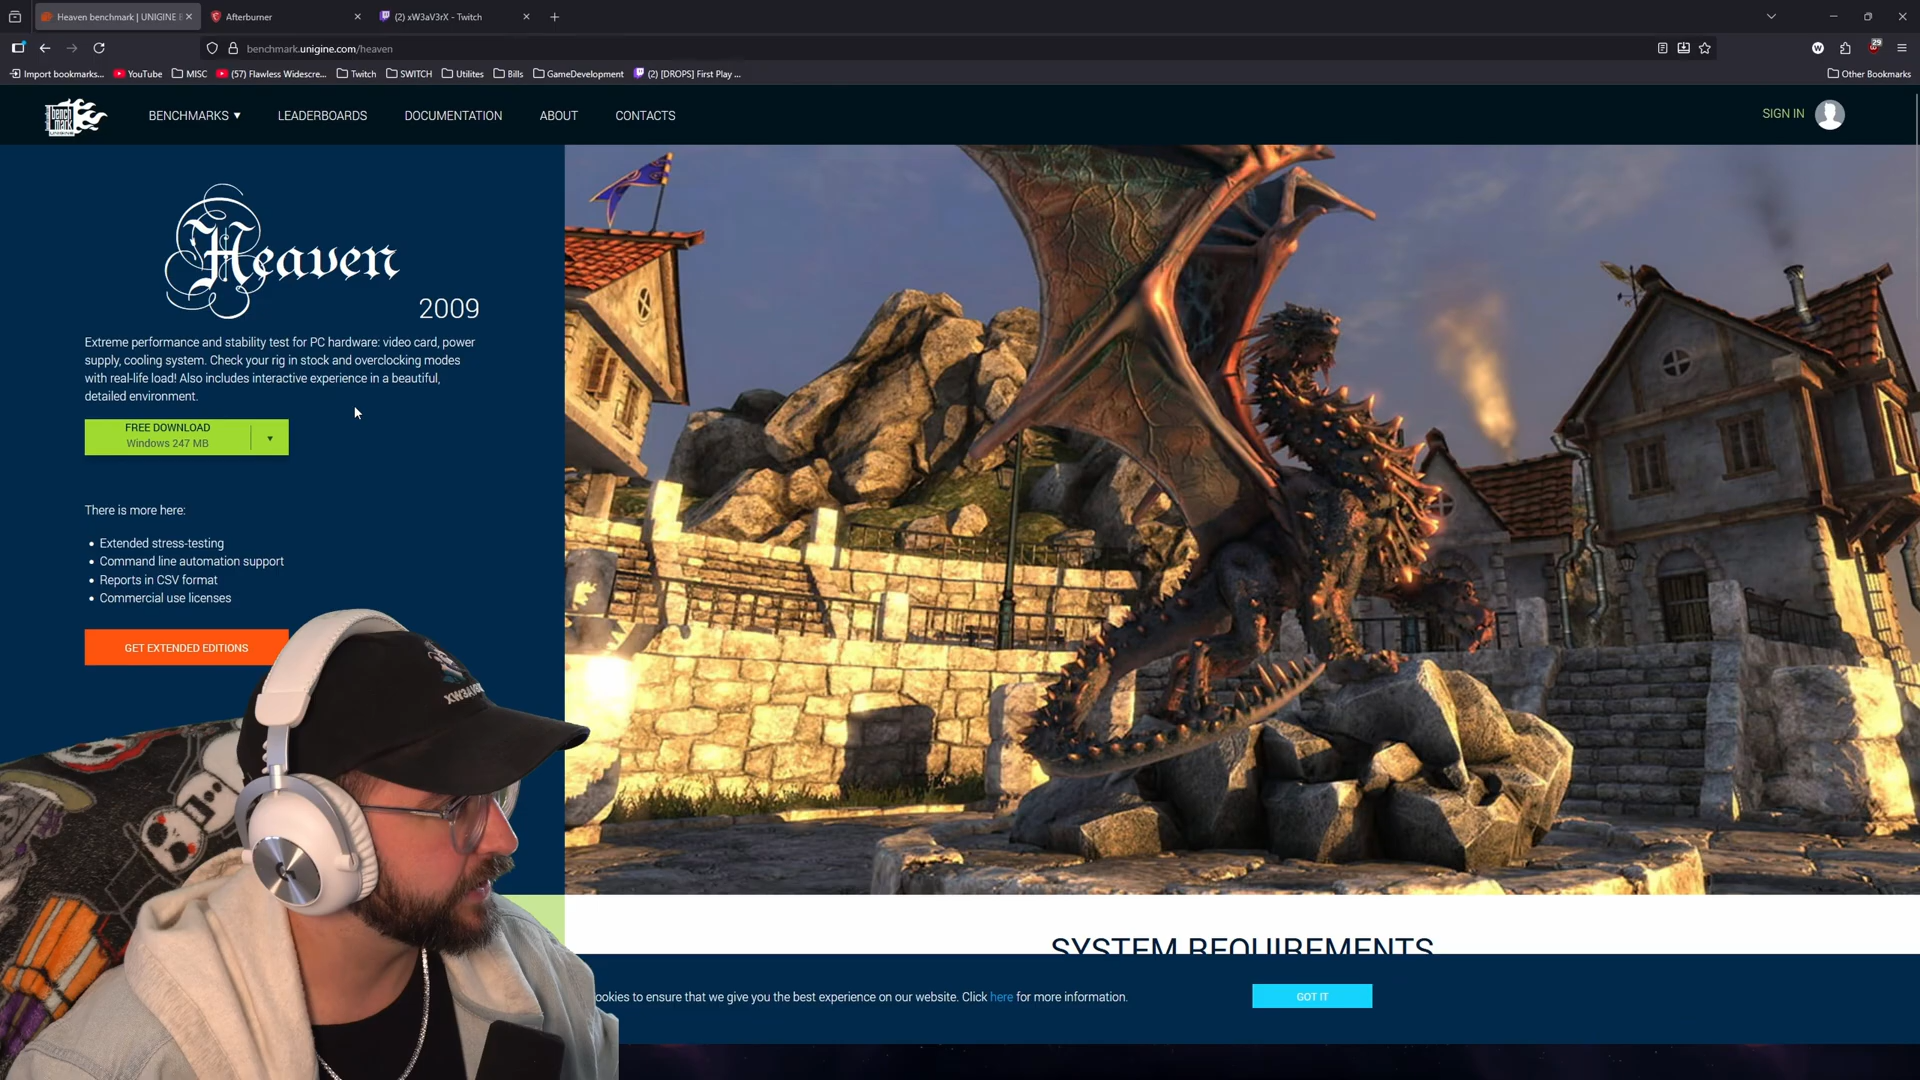 Heaven benchmark | UNIGINE
Afterburner
(2) xW3aV3rX - Twitch
benchmark.unigine.com/heaven
29
Import bookmarks...
YouTube
MISC
(57) Flawless Widescre...
Twitch
SWITCH
Utilites
Bills
GameDevelopment
(2) [DROPS] First Play ...
Other Bookmarks
bench
mark
BENCHMARKS ▾
LEADERBOARDS
DOCUMENTATION
ABOUT
CONTACTS
SIGN IN
Heaven
2009
Extreme performance and stability test for PC hardware: video card, power
supply, cooling system. Check your rig in stock and overclocking modes
with real-life load! Also includes interactive experience in a beautiful,
detailed environment.
FREE DOWNLOAD
Windows 247 MB
There is more here:
Extended stress-testing
Command line automation support
Reports in CSV format
Commercial use licenses
GET EXTENDED EDITIONS
SYSTEM REQUIREMENTS
ookies to ensure that we give you the best experience on our website. Click here for more information.
GOT IT